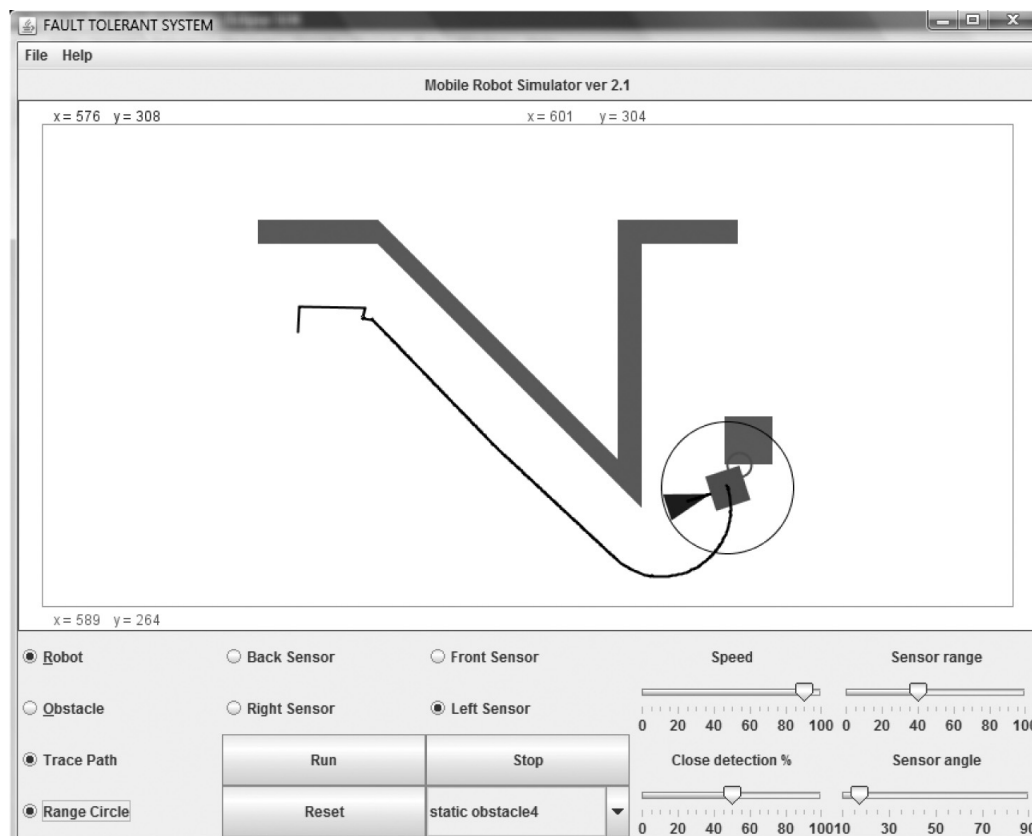 FAULT TOLERANT SYSTEM
File Help
Mobile Robot Simulator ver 2.1
x = 576 y = 308 x = 601 y = 304
x = 589 y = 264
Robot Back Sensor Front Sensor Speed Sensor range
Obstacle Right Sensor Left Sensor
0 20 40 60 80 100 0 20 40 60 80 100
Trace Path Run Stop Close detection % Sensor angle
Range Circle Reset static obstacle4
0 20 40 60 80 100 10 30 50 70 90